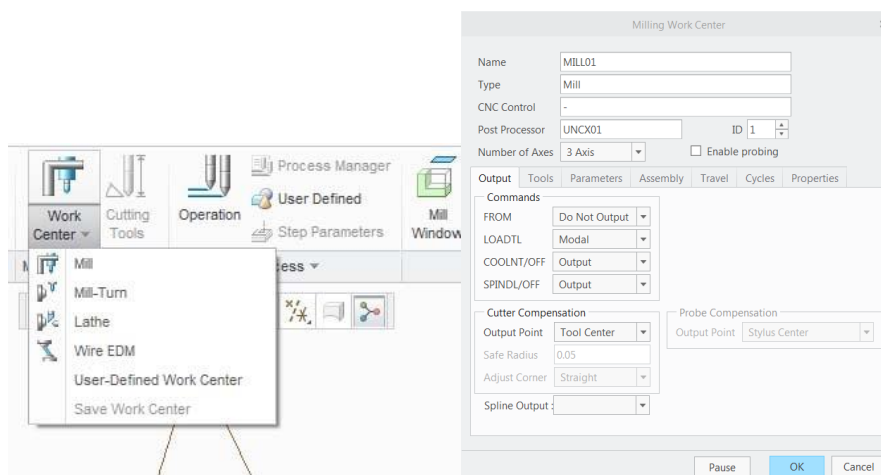 Work Center
Cutting Tools
Operation
Process Manager
User Defined
Step Parameters
Mill Window
ess
Mill
Mill-Turn
Lathe
Wire EDM
User-Defined Work Center
Save Work Center
Milling Work Center
Name MILL01
Type Mill
CNC Control -
Post Processor UNCX01 ID 1
Number of Axes 3 Axis Enable probing
Output Tools Parameters Assembly Travel Cycles Properties
Commands
FROM Do Not Output
LOADTL Modal
COOLNT/OFF Output
SPINDL/OFF Output
Cutter Compensation Probe Compensation
Output Point Tool Center Output Point Stylus Center
Safe Radius 0.05
Adjust Corner Straight
Spline Output :
Pause OK Cancel